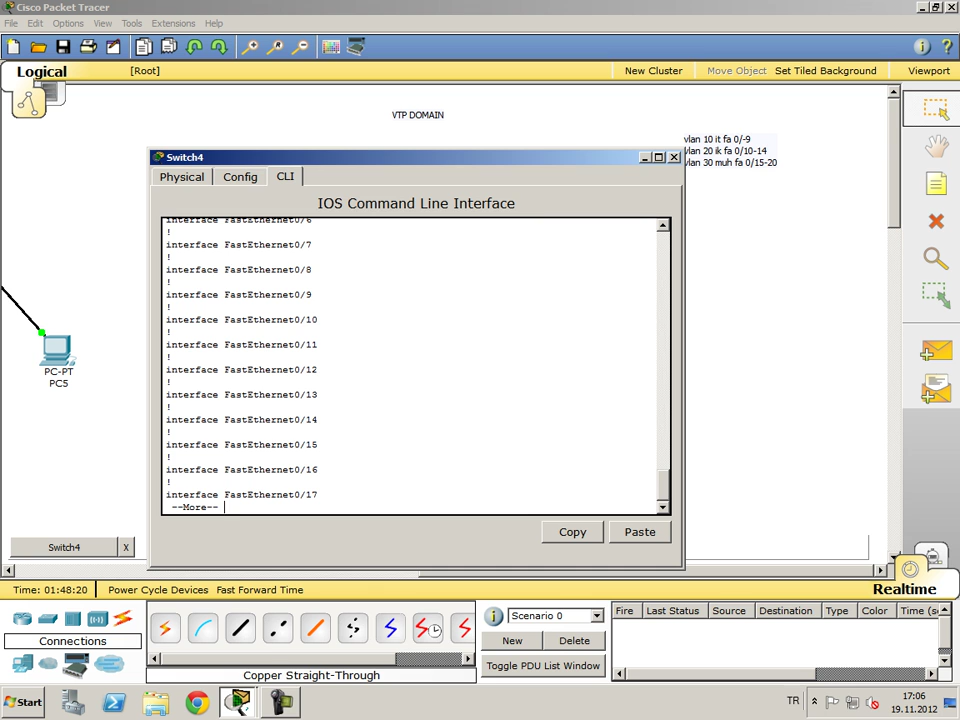 Cisco Packet Tracer
File Edit Options View Tools Extensions Help
Logical [Root] New Cluster Move Object Set Tiled Background Viewport
VTP DOMAIN
vlan 10 it fa 0/-9
vlan 20 ik fa 0/10-14
vlan 30 muh fa 0/15-20
Switch4
Physical Config CLI
IOS Command Line Interface
interface FastEthernet0/6
!
interface FastEthernet0/7
!
interface FastEthernet0/8
!
interface FastEthernet0/9
!
interface FastEthernet0/10
!
interface FastEthernet0/11
!
interface FastEthernet0/12
!
interface FastEthernet0/13
!
interface FastEthernet0/14
!
interface FastEthernet0/15
!
interface FastEthernet0/16
!
interface FastEthernet0/17
--More--
Copy Paste
PC-PT
PC5
Switch4 X
Time: 01:48:20 Power Cycle Devices Fast Forward Time Realtime
Connections
Copper Straight-Through
Scenario 0
New Delete
Toggle PDU List Window
Fire Last Status Source Destination Type Color Time (se
Start
TR
17:06
19.11.2012